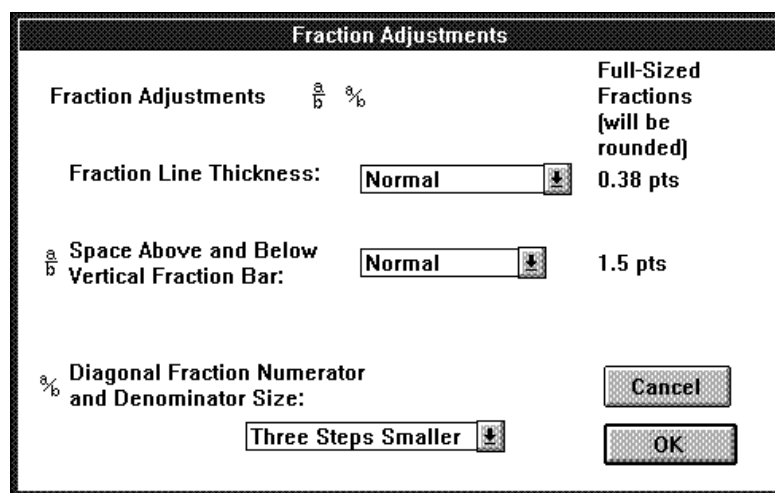 Fraction Adjustments
Fraction Adjustments a/b a/b
Full-Sized
Fractions
(will be
rounded)
Fraction Line Thickness: Normal 0.38 pts
a/b Space Above and Below
Vertical Fraction Bar: Normal 1.5 pts
a/b Diagonal Fraction Numerator
and Denominator Size:
Three Steps Smaller
Cancel
OK